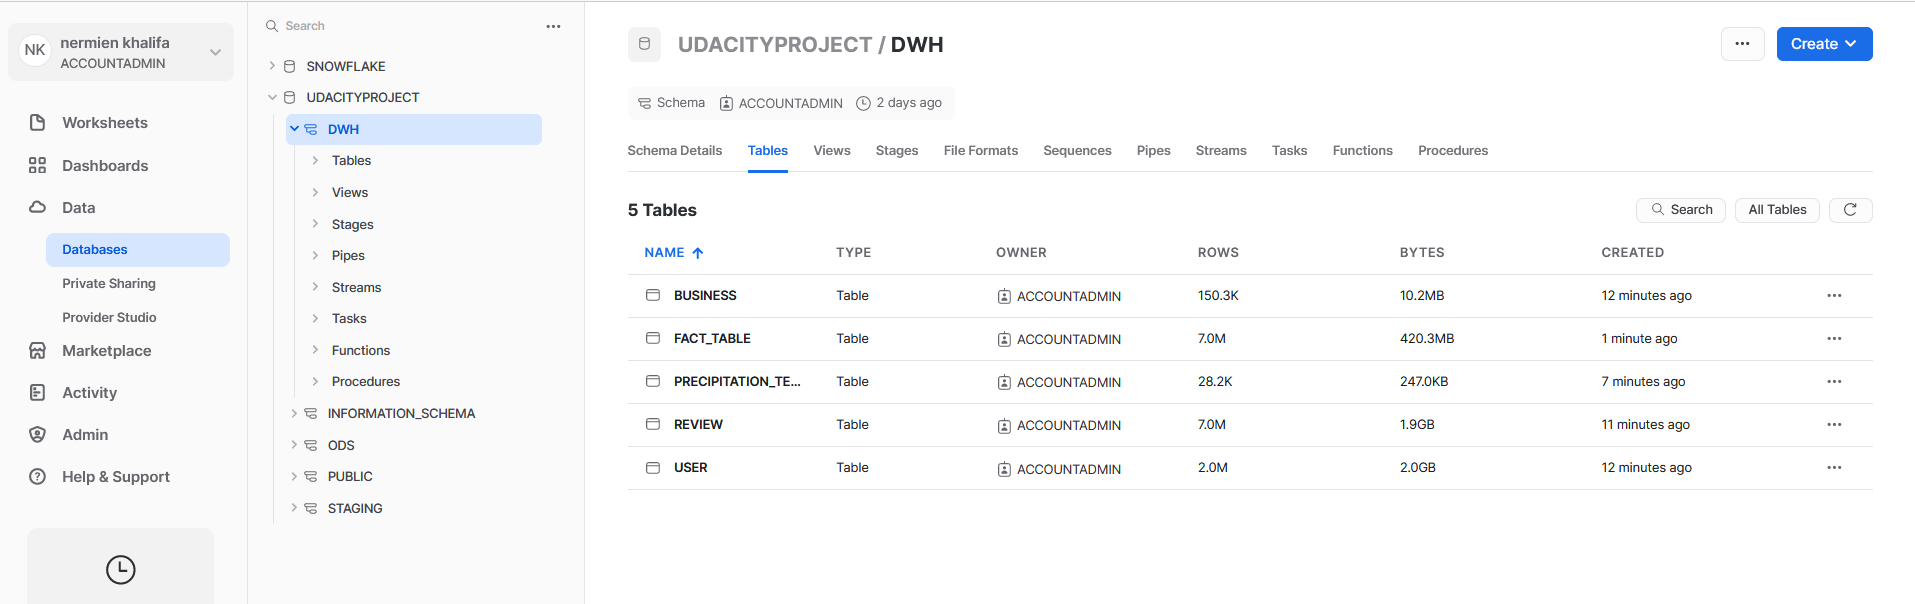 NK
nermien khalifa
ACCOUNTADMIN
Worksheets
Dashboards
Data
Databases
Private Sharing
Provider Studio
Marketplace
Activity
Admin
Help & Support
Search
SNOWFLAKE
UDACITYPROJECT
DWH
Tables
Views
Stages
Pipes
Streams
Tasks
Functions
Procedures
INFORMATION_SCHEMA
ODS
PUBLIC
STAGING
UDACITYPROJECT / DWH
Create
Schema ACCOUNTADMIN 2 days ago
Schema Details Tables Views Stages File Formats Sequences Pipes Streams Tasks Functions Procedures
5 Tables
Search All Tables
NAME TYPE OWNER ROWS BYTES CREATED
BUSINESS Table ACCOUNTADMIN 150.3K 10.2MB 12 minutes ago
FACT_TABLE Table ACCOUNTADMIN 7.0M 420.3MB 1 minute ago
PRECIPITATION_TE... Table ACCOUNTADMIN 28.2K 247.0KB 7 minutes ago
REVIEW Table ACCOUNTADMIN 7.0M 1.9GB 11 minutes ago
USER Table ACCOUNTADMIN 2.0M 2.0GB 12 minutes ago